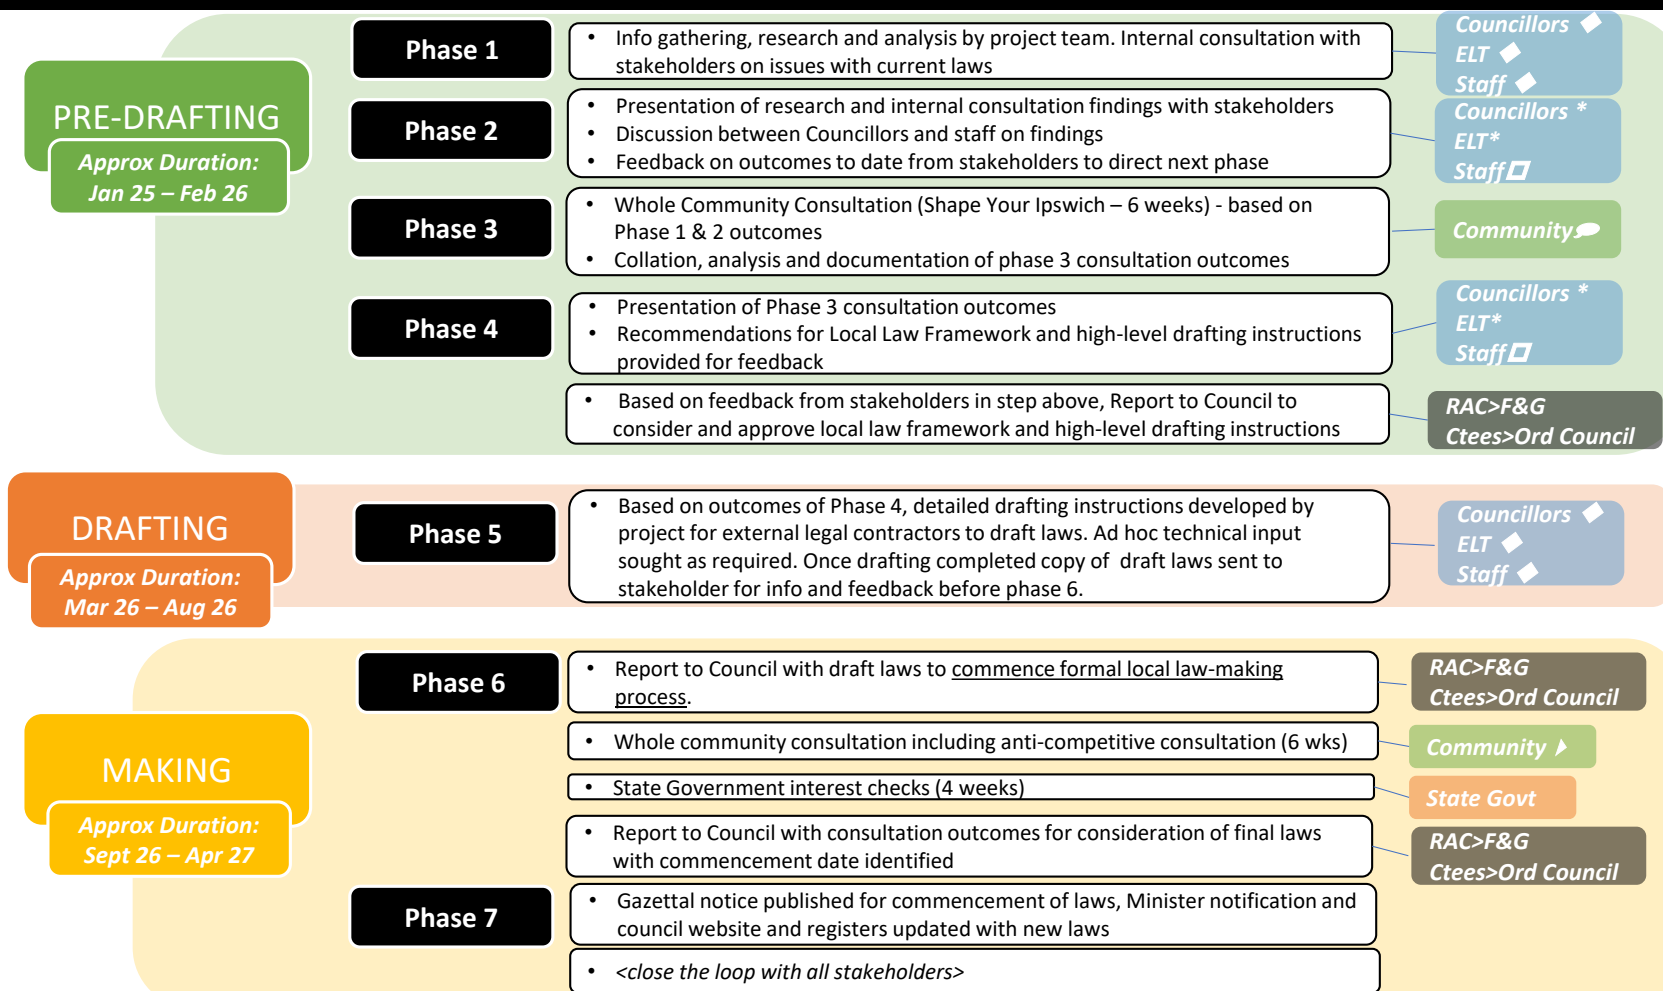 PRE-DRAFTING
Approx Duration:
Jan 25 – Feb 26
Phase 1
• Info gathering, research and analysis by project team. Internal consultation with
stakeholders on issues with current laws
Councillors
ELT
Staff
Phase 2
• Presentation of research and internal consultation findings with stakeholders
• Discussion between Councillors and staff on findings
• Feedback on outcomes to date from stakeholders to direct next phase
Councillors *
ELT*
Staff
Phase 3
• Whole Community Consultation (Shape Your Ipswich – 6 weeks) - based on
Phase 1 & 2 outcomes
• Collation, analysis and documentation of phase 3 consultation outcomes
Communitys
Phase 4
• Presentation of Phase 3 consultation outcomes
• Recommendations for Local Law Framework and high-level drafting instructions
provided for feedback
Councillors *
ELT*
Staff
• Based on feedback from stakeholders in step above, Report to Council to
consider and approve local law framework and high-level drafting instructions
RAC>F&G
Ctees>Ord Council
DRAFTING
Approx Duration:
Mar 26 – Aug 26
Phase 5
• Based on outcomes of Phase 4, detailed drafting instructions developed by
project for external legal contractors to draft laws. Ad hoc technical input
sought as required. Once drafting completed copy of draft laws sent to
stakeholder for info and feedback before phase 6.
Councillors
ELT
Staff
MAKING
Approx Duration:
Sept 26 – Apr 27
Phase 6
• Report to Council with draft laws to commence formal local law-making
process.
RAC>F&G
Ctees>Ord Council
• Whole community consultation including anti-competitive consultation (6 wks)
Community
• State Government interest checks (4 weeks)
State Govt
• Report to Council with consultation outcomes for consideration of final laws
with commencement date identified
RAC>F&G
Ctees>Ord Council
Phase 7
• Gazettal notice published for commencement of laws, Minister notification and
council website and registers updated with new laws
• <close the loop with all stakeholders>